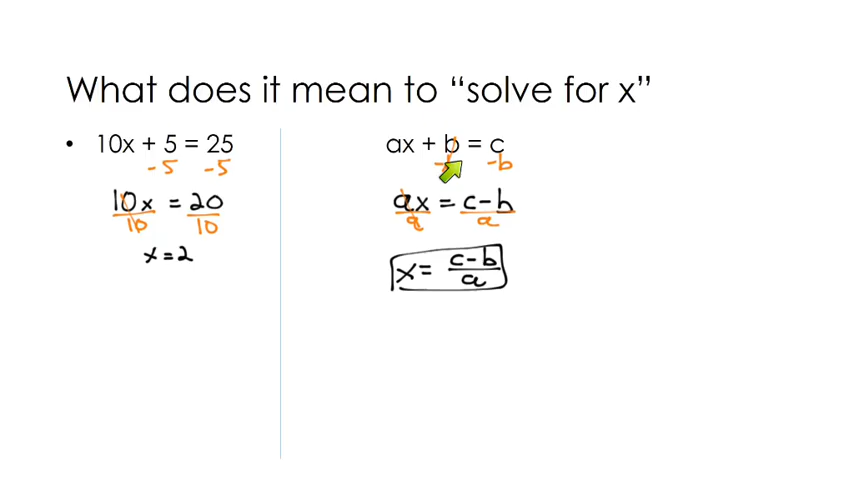 What does it mean to “solve for x”
• 10x + 5 = 25
-5 -5
10x = 20
10 10
x = 2
ax + b = c
-b -b
ax = c-b
a a
x = c-b
a